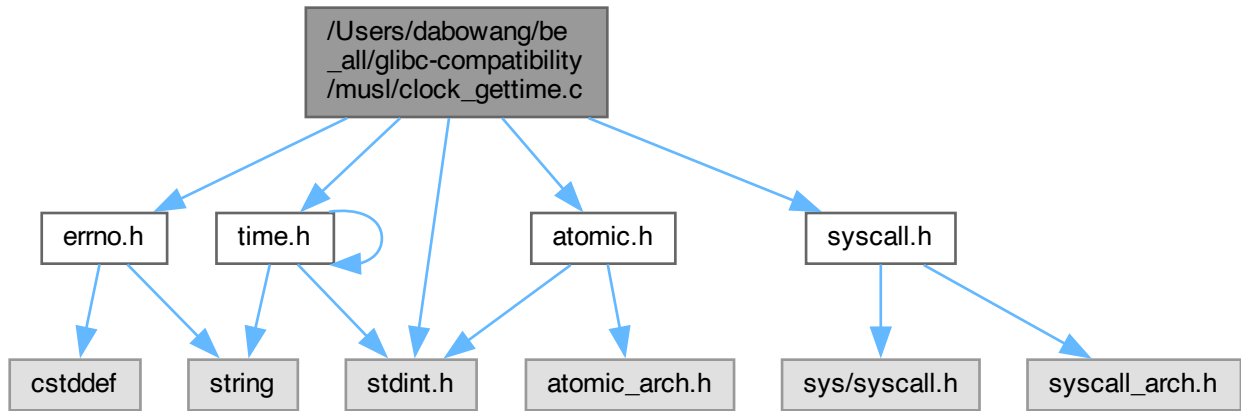 /Users/dabowang/be
_all/glibc-compatibility
/musl/clock_gettime.c
errno.h
time.h
atomic.h
syscall.h
cstddef
string
stdint.h
atomic_arch.h
sys/syscall.h
syscall_arch.h